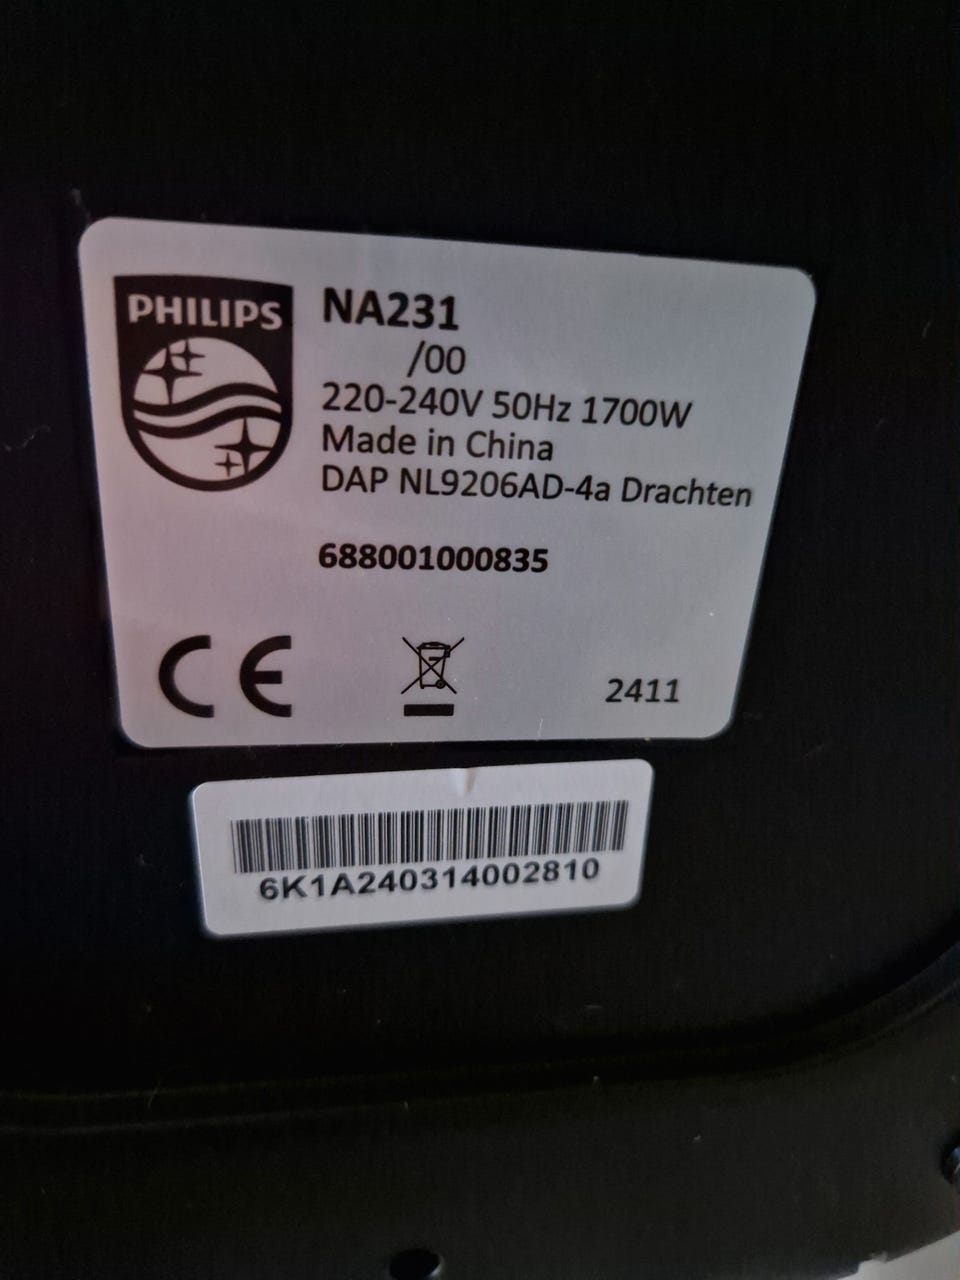 PHILIPS
NA231
/00
220-240V 50Hz 1700W
Made in China
DAP NL9206AD-4a Drachten
688001000835
CE
2411
6K1A240314002810